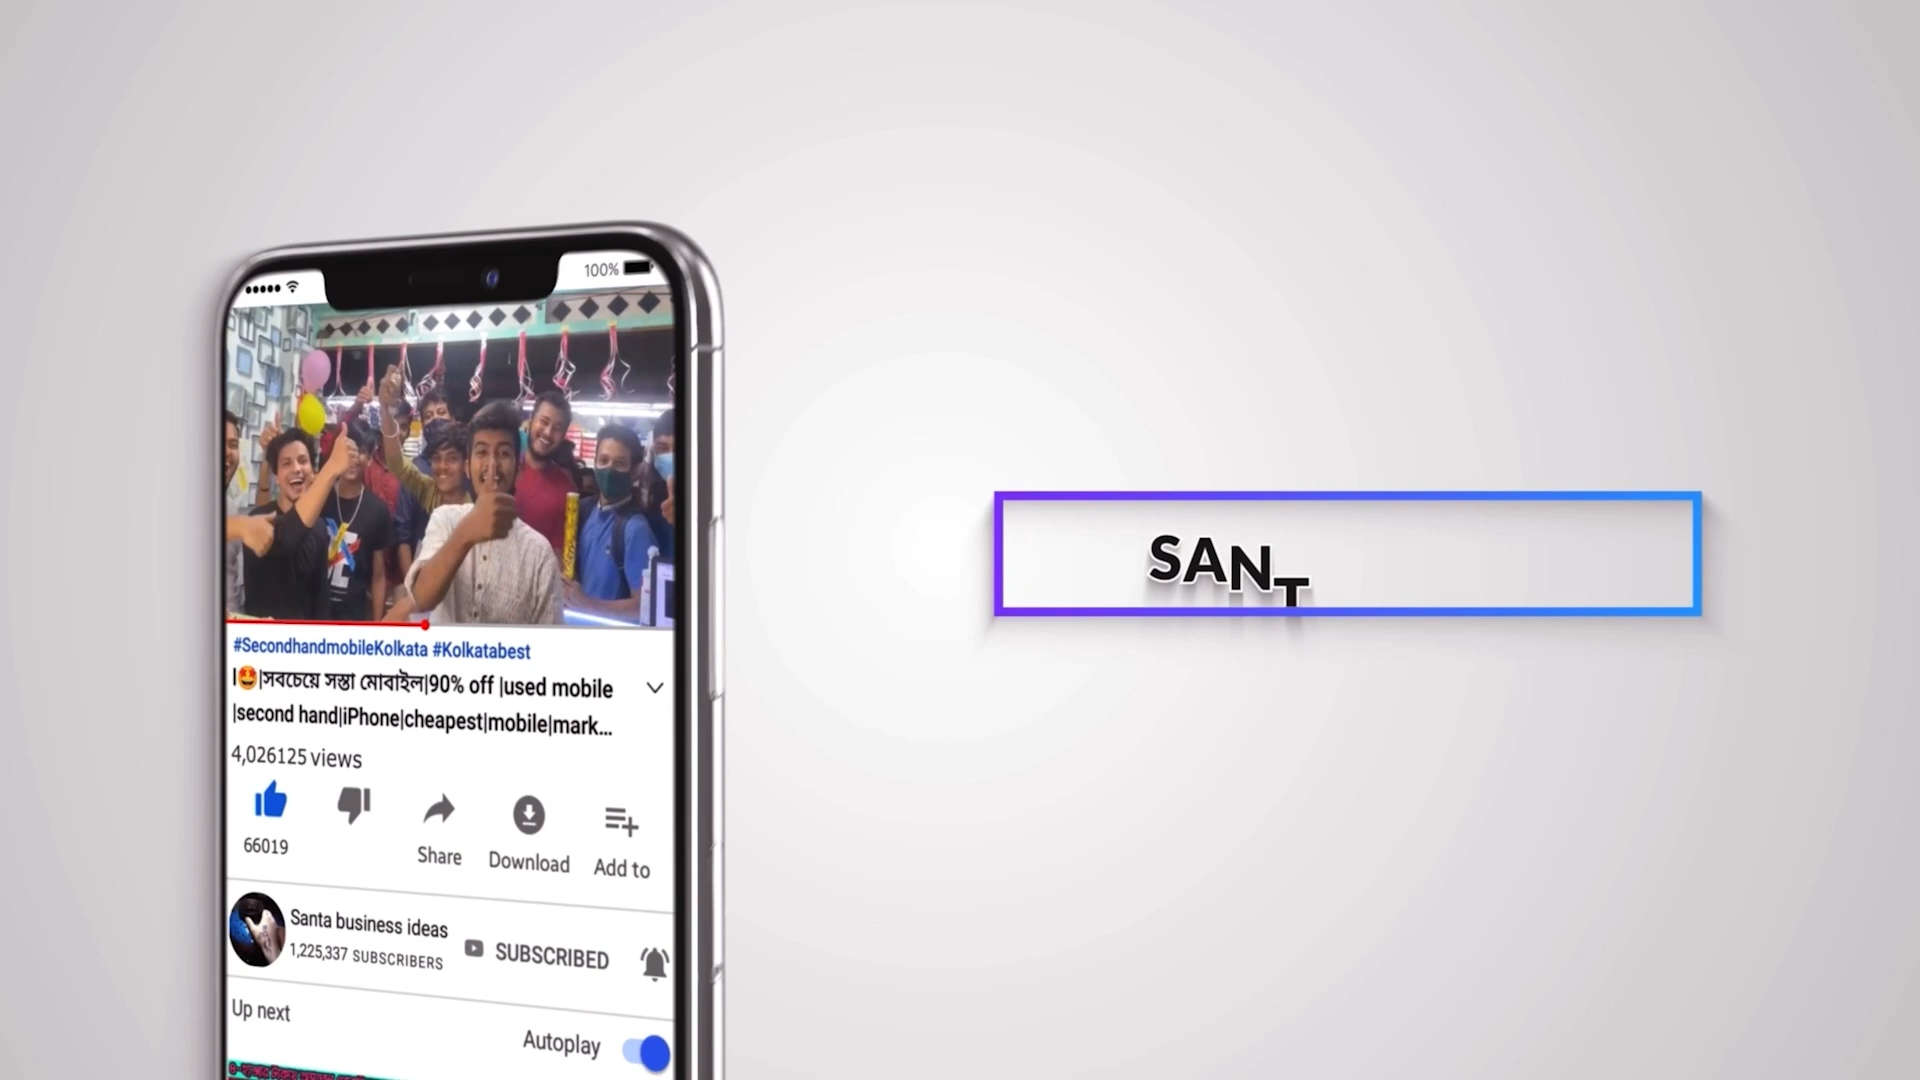 100%
#SecondhandmobileKolkata #Kolkatabest
|🤩|সবচেয়ে সস্তা মোবাইল|90% off |used mobile
|second hand|iPhone|cheapest|mobile|mark...
4,026125 views
66019
Share
Download
Add to
Santa business ideas
1,225,337 SUBSCRIBERS
SUBSCRIBED
Up next
Autoplay
SANT